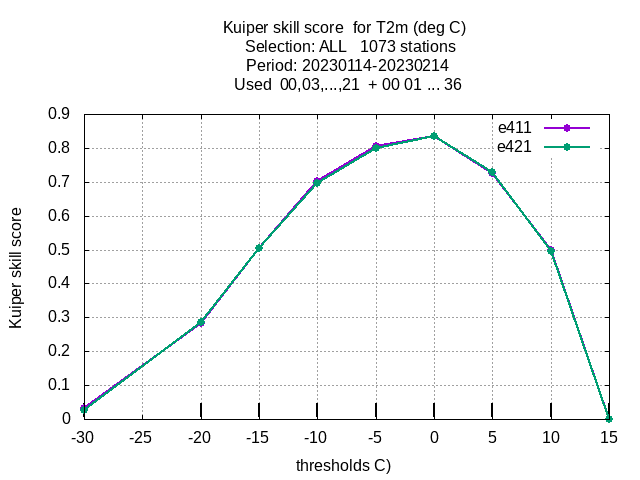 Kuiper skill score  for T2m (deg C)
Selection: ALL   1073 stations
Period: 20230114-20230214
Used  00,03,...,21  + 00 01 ... 36
e411
e421
0.9
0.8
0.7
0.6
0.5
0.4
0.3
0.2
0.1
0
Kuiper skill score
-30 -25 -20 -15 -10 -5 0 5 10 15
thresholds C)